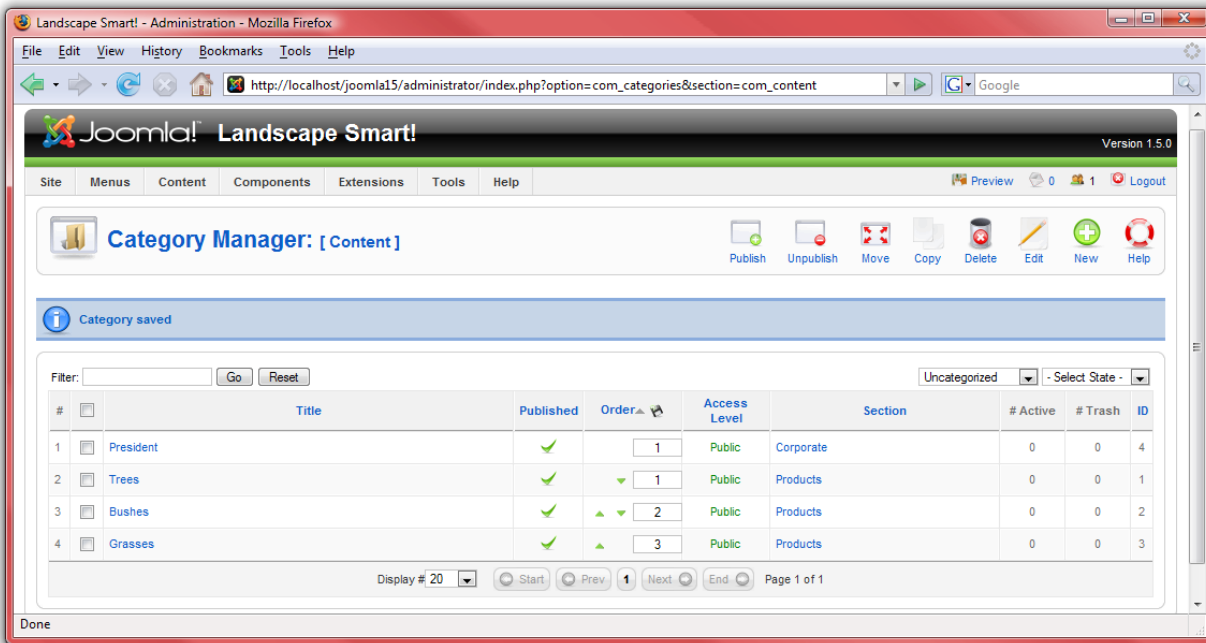 Landscape Smart! - Administration - Mozilla Firefox
File Edit View History Bookmarks Tools Help
http://localhost/joomla15/administrator/index.php?option=com_categories&section=com_content G Google
Joomla! Landscape Smart! Version 1.5.0
Site Menus Content Components Extensions Tools Help Preview 0 1 Logout
Category Manager: [ Content ] Publish Unpublish Move Copy Delete Edit New Help
Category saved
Filter: Go Reset Uncategorized - Select State -
# Title Published Order Access Level Section # Active # Trash ID
1 President 1 Public Corporate 0 0 4
2 Trees 1 Public Products 0 0 1
3 Bushes 2 Public Products 0 0 2
4 Grasses 3 Public Products 0 0 3
Display # 20 Start Prev 1 Next End Page 1 of 1
Done